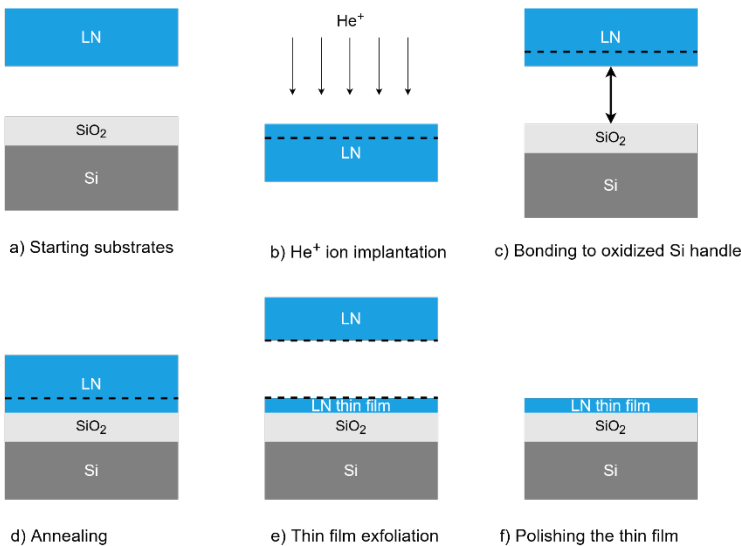 LN
SiO₂
Si
a) Starting substrates
He⁺
LN
b) He⁺ ion implantation
LN
SiO₂
Si
c) Bonding to oxidized Si handle
LN
SiO₂
Si
d) Annealing
LN
LN thin film
SiO₂
Si
e) Thin film exfoliation
LN thin film
SiO₂
Si
f) Polishing the thin film